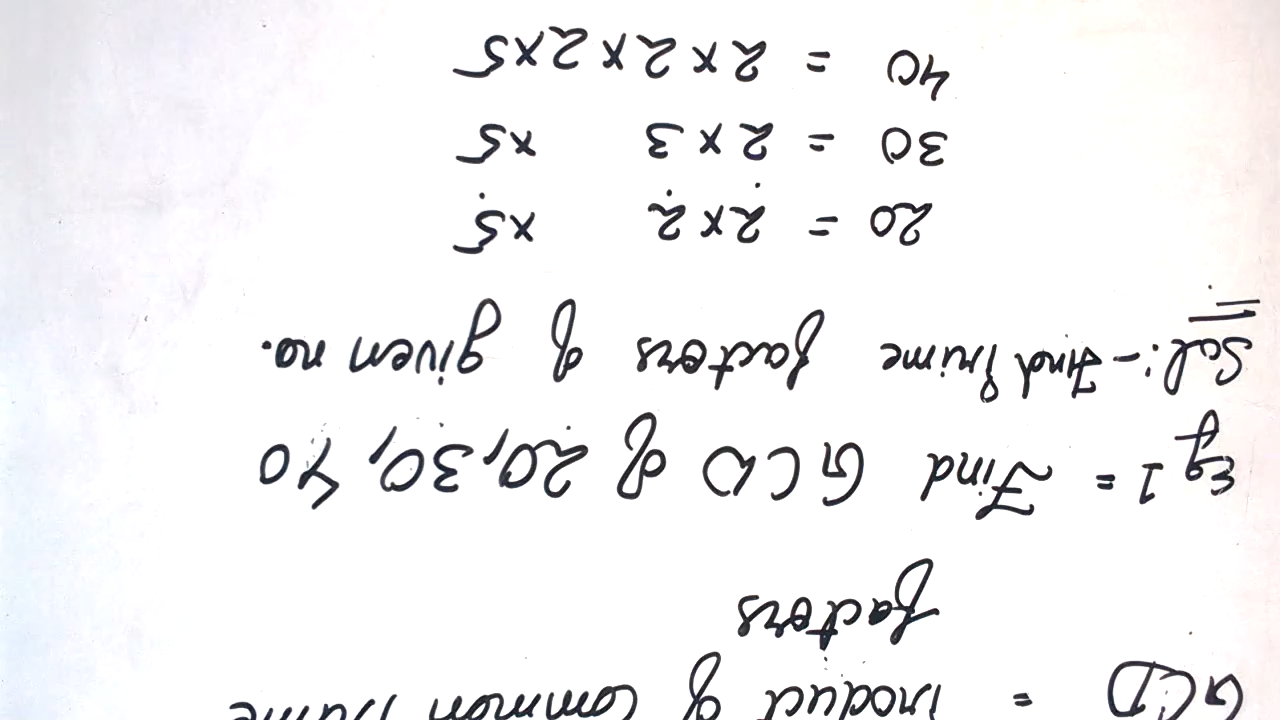 GCD = product of common prime
factors
Eg 1 = Find GCD of 20, 30, 40
Sol:- Find Prime factors of given no.
20 = 2 x 2 x 5
30 = 2 x 3 x 5
40 = 2 x 2 x 2 x 5